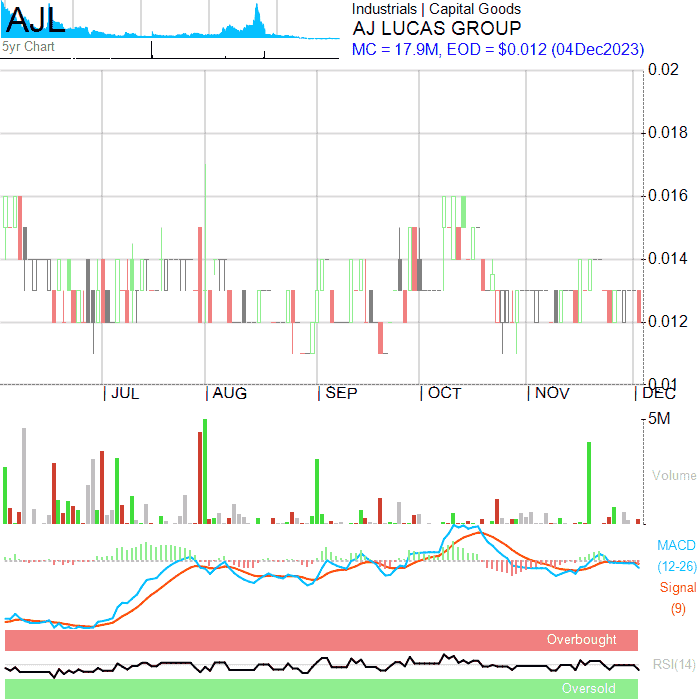 AJL
5yr Chart
Industrials | Capital Goods
AJ LUCAS GROUP
MC = 17.9M, EOD = $0.012 (04Dec2023)
0.02
0.018
0.016
0.014
0.012
0.01
JUL AUG SEP OCT NOV DEC
5M
Volume
MACD
(12-26)
Signal
(9)
Overbought
RSI(14)
Oversold